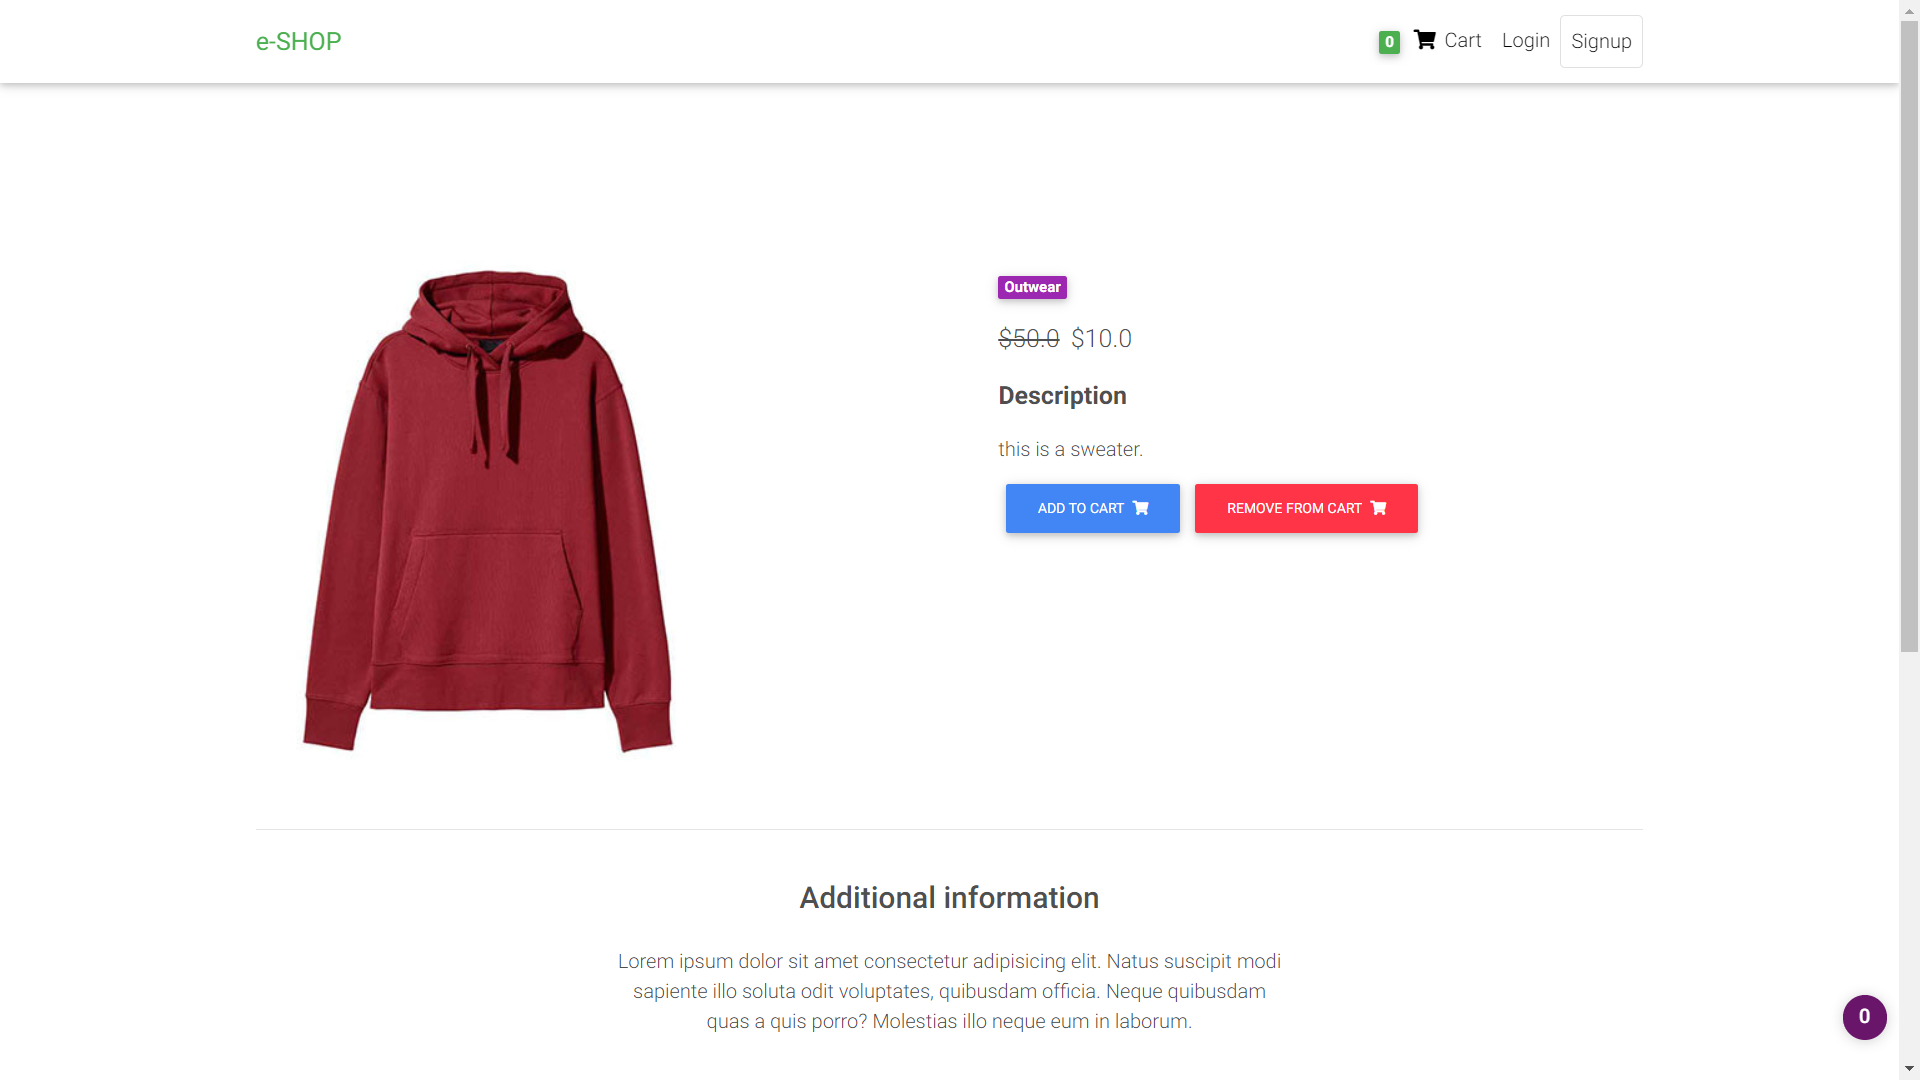 e-SHOP
0 Cart Login Signup
Outwear
$50.0 $10.0
Description
this is a sweater.
ADD TO CART REMOVE FROM CART
Additional information
Lorem ipsum dolor sit amet consectetur adipisicing elit. Natus suscipit modi
sapiente illo soluta odit voluptates, quibusdam officia. Neque quibusdam
quas a quis porro? Molestias illo neque eum in laborum.
0